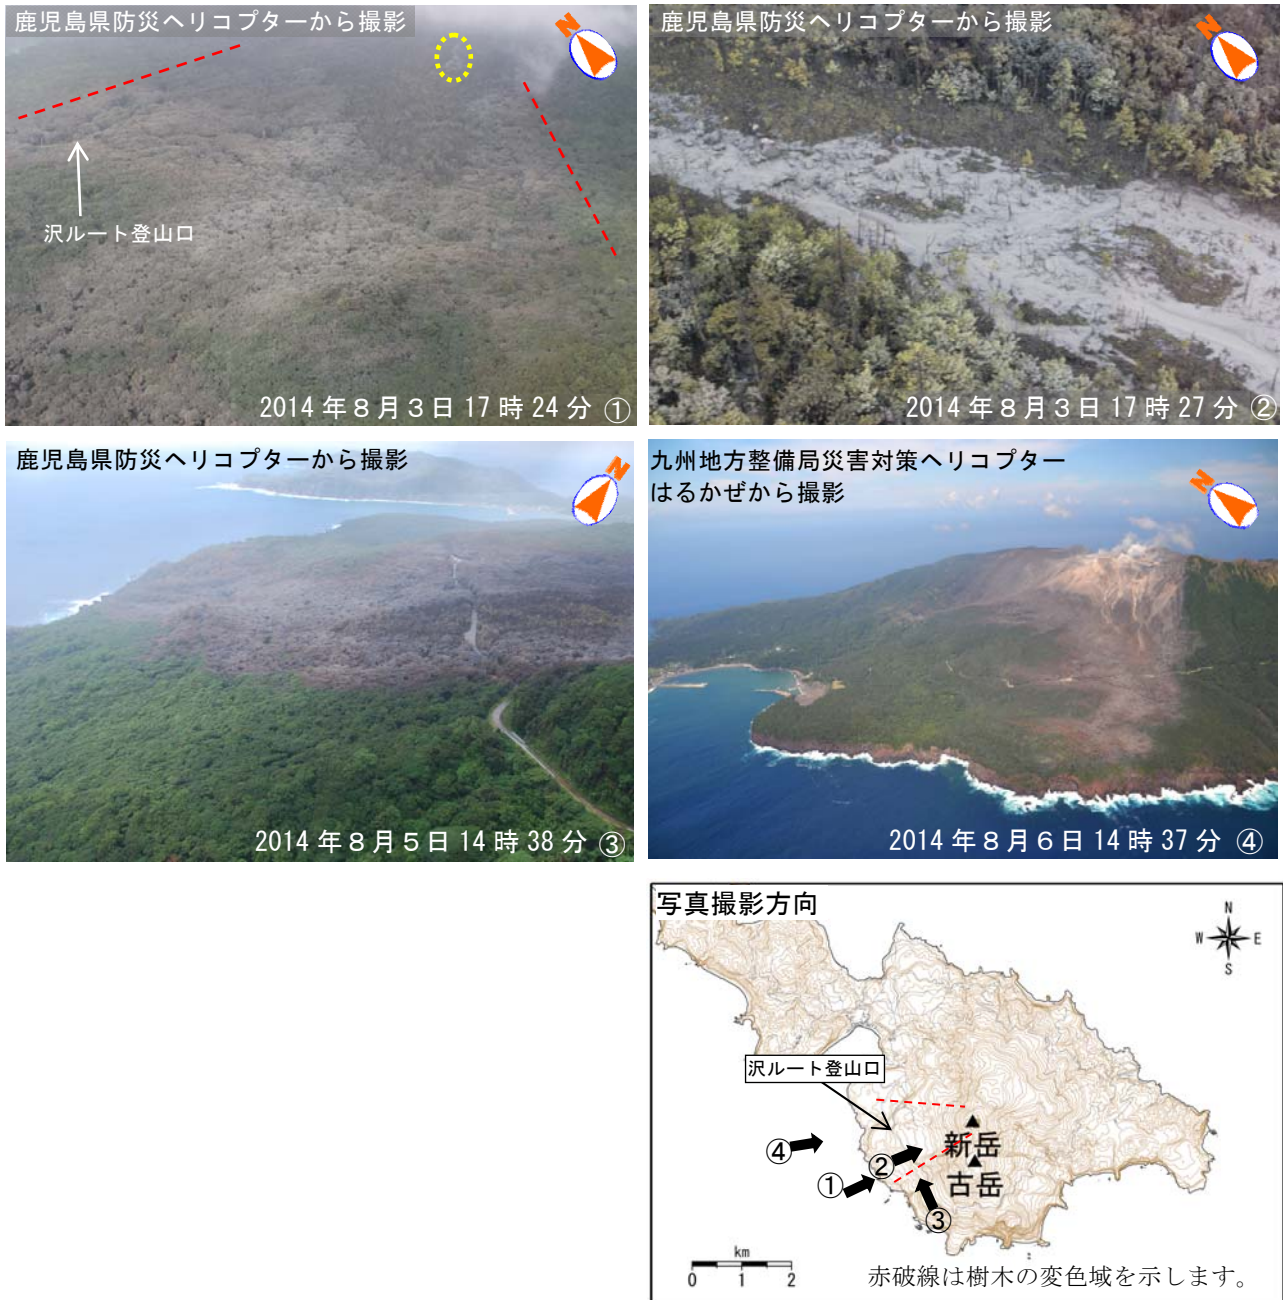 鹿児島県防災ヘリコプターから撮影
N
沢ルート登山口
2014年8月3日17時24分 ①
鹿児島県防災ヘリコプターから撮影
N
2014年8月3日17時27分 ②
鹿児島県防災ヘリコプターから撮影
N
2014年8月5日14時38分 ③
九州地方整備局災害対策ヘリコプター
はるかぜから撮影
N
2014年8月6日14時37分 ④
写真撮影方向
N
W E
S
沢ルート登山口
新岳
古岳
④
②
①
③
km
0 1 2
赤破線は樹木の変色域を示します。